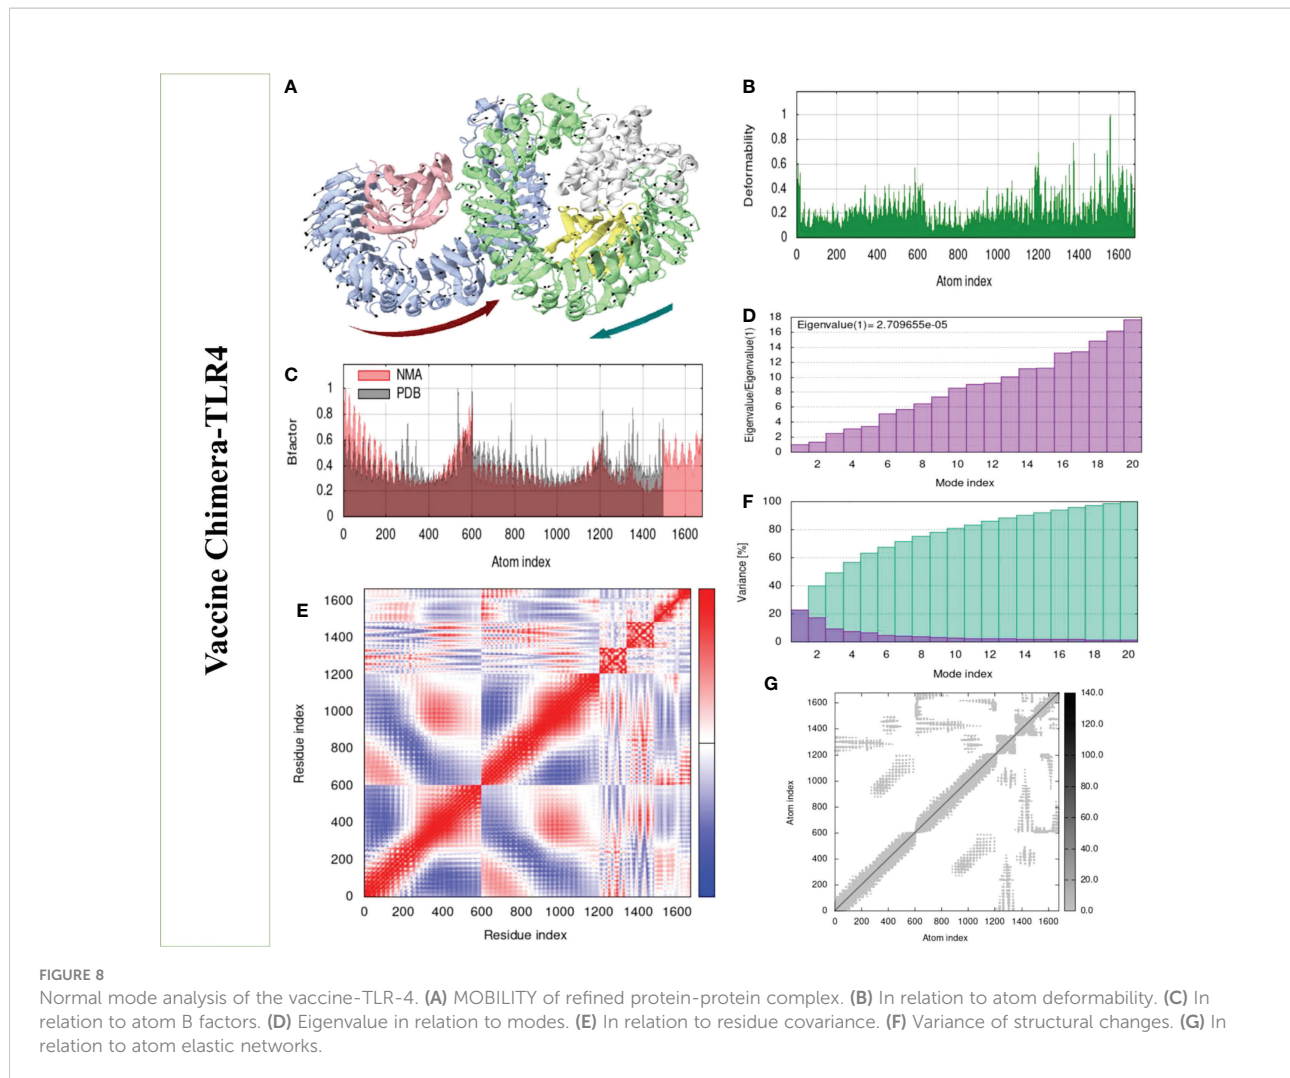 Vaccine Chimera-TLR4
A
B
Deformability
1
0.8
0.6
0.4
0.2
0
0 200 400 600 800 1000 1200 1400 1600
Atom index
C
NMA
PDB
Bfactor
1
0.8
0.6
0.4
0.2
0
0 200 400 600 800 1000 1200 1400 1600
Atom index
D
Eigenvalue(1)= 2.709655e-05
Eigenvalue/Eigenvalue(1)
18
16
14
12
10
8
6
4
2
0
2 4 6 8 10 12 14 16 18 20
Mode index
E
Residue index
1600
1400
1200
1000
800
600
400
200
0
0 200 400 600 800 1000 1200 1400 1600
Residue index
F
Variance [%]
100
80
60
40
20
0
2 4 6 8 10 12 14 16 18 20
Mode index
G
Atom index
1600
1400
1200
1000
800
600
400
200
0
0 200 400 600 800 1000 1200 1400 1600
Atom index
140.0
120.0
100.0
80.0
60.0
40.0
20.0
0.0
FIGURE 8
Normal mode analysis of the vaccine-TLR-4. (A) MOBILITY of refined protein-protein complex. (B) In relation to atom deformability. (C) In
relation to atom B factors. (D) Eigenvalue in relation to modes. (E) In relation to residue covariance. (F) Variance of structural changes. (G) In
relation to atom elastic networks.